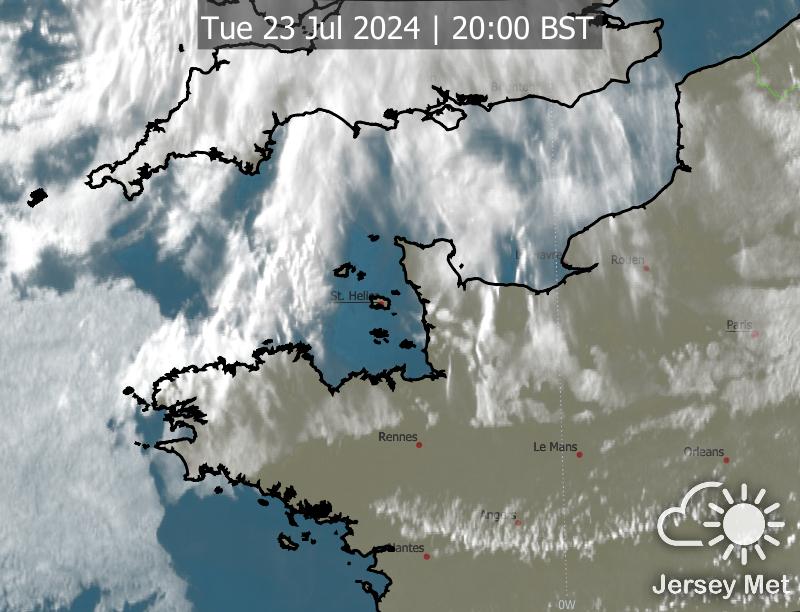 Tue 23 Jul 2024 | 20:00 BST
Rouen
St. Helier
Paris
Rennes
Le Mans
Orleans
Angers
Nantes
Jersey Met
0W